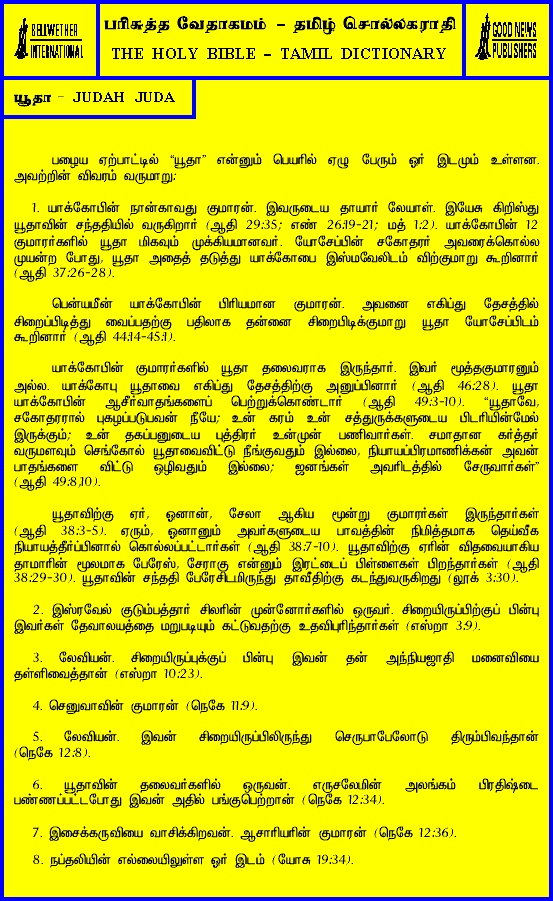 BELLWETHER
INTERNATIONAL
பரிசுத்த வேதாகமம் - தமிழ் சொல்லகராதி
THE HOLY BIBLE - TAMIL DICTIONARY
GOOD NEWS
PUBLISHERS
யூதா - JUDAH JUDA
பழைய ஏற்பாட்டில் “யூதா” என்னும் பெயரில் ஏழு பேரும் ஓர் இடமும் உள்ளன.
அவற்றின் விவரம் வருமாறு:
1. யாக்கோபின் நான்காவது குமாரன். இவருடைய தாயார் லேயாள். இயேசு கிறிஸ்து
யூதாவின் சந்ததியில் வருகிறார் (ஆதி 29:35; எண் 26:19-21; மத் 1:2). யாக்கோபின் 12
குமாரர்களில் யூதா மிகவும் முக்கியமானவர். யோசேப்பின் சகோதரர் அவரைக்கொல்ல
முயன்ற போது, யூதா அதைத் தடுத்து யாக்கோபை இஸ்மவேலிடம் விற்குமாறு கூறினார்
(ஆதி 37:26-28).
பென்யமீன் யாக்கோபின் பிரியமான குமாரன். அவனை எகிப்து தேசத்தில்
சிறைப்பிடித்து வைப்பதற்கு பதிலாக தன்னை சிறைபிடிக்குமாறு யூதா யோசேப்பிடம்
கூறினார் (ஆதி 44:14-45:1).
யாக்கோபின் குமாரர்களில் யூதா தலைவராக இருந்தார். இவர் மூத்தகுமாரனும்
அல்ல. யாக்கோபு யூதாவை எகிப்து தேசத்திற்கு அனுப்பினார் (ஆதி 46:28). யூதா
யாக்கோபின் ஆசீர்வாதங்களைப் பெற்றுக்கொண்டார் (ஆதி 49:3-10). “யூதாவே,
சகோதரரால் புகழப்படுபவன் நீயே; உன் கரம் உன் சத்துருக்களுடைய பிடரியின்மேல்
இருக்கும்; உன் தகப்பனுடைய புத்திரர் உன்முன் பணிவார்கள். சமாதான கர்த்தர்
வருமளவும் செங்கோல் யூதாவைவிட்டு நீங்குவதும் இல்லை, நியாயப்பிரமாணிக்கன் அவன்
பாதங்களை விட்டு ஒழிவதும் இல்லை; ஜனங்கள் அவரிடத்தில் சேருவார்கள்”
(ஆதி 49:8,10).
யூதாவிற்கு ஏர், ஓனான், சேலா ஆகிய மூன்று குமாரர்கள் இருந்தார்கள்
(ஆதி 38:3-5). ஏரும், ஓனானும் அவர்களுடைய பாவத்தின் நிமித்தமாக தெய்வீக
நியாயத்தீர்ப்பினால் கொல்லப்பட்டார்கள் (ஆதி 38:7-10). யூதாவிற்கு ஏரின் விதவையாகிய
தாமாரின் மூலமாக பேரேஸ், சேராகு என்னும் இரட்டைப் பிள்ளைகள் பிறந்தார்கள் (ஆதி
38:29-30). யூதாவின் சந்ததி பேரேசிடமிருந்து தாவீதிற்கு கடந்துவருகிறது (லூக் 3:30).
2. இஸ்ரவேல் குடும்பத்தார் சிலரின் முன்னோர்களில் ஒருவர். சிறையிருப்பிற்குப் பின்பு
இவர்கள் தேவாலயத்தை மறுபடியும் கட்டுவதற்கு உதவிபுரிந்தார்கள் (எஸ்றா 3:9).
3. லேவியன். சிறையிருப்புக்குப் பின்பு இவன் தன் அந்நியஜாதி மனைவியை
தள்ளிவைத்தான் (எஸ்றா 10:23).
4. செனுவாவின் குமாரன் (நெகே 11:9).
5. லேவியன். இவன் சிறையிருப்பிலிருந்து செருபாபேலோடு திரும்பிவந்தான்
(நெகே 12:8).
6. யூதாவின் தலைவர்களில் ஒருவன். எருசலேமின் அலங்கம் பிரதிஷ்டை
பண்ணப்பட்டபோது இவன் அதில் பங்குபெற்றான் (நெகே 12:34).
7. இசைக்கருவியை வாசிக்கிறவன். ஆசாரியரின் குமாரன் (நெகே 12:36).
8. நப்தலியின் எல்லையிலுள்ள ஓர் இடம் (யோசு 19:34).